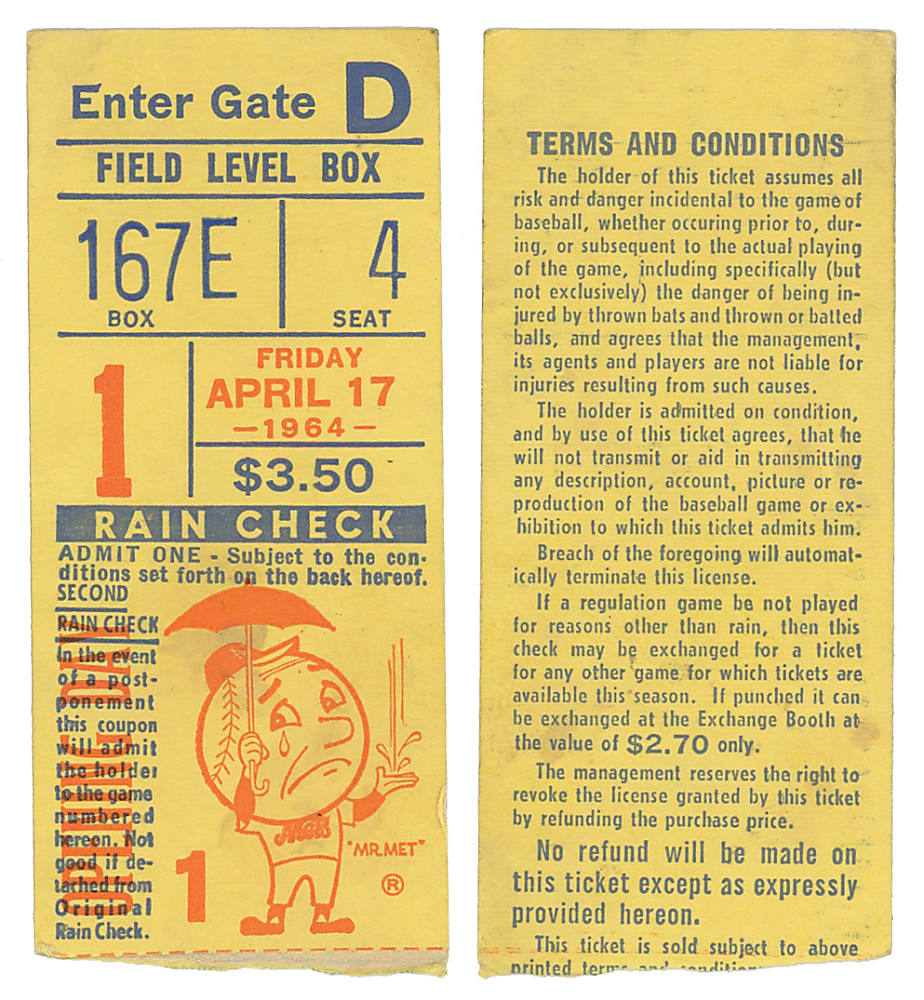 Enter Gate D
FIELD LEVEL BOX
167E 4
BOX SEAT
1
FRIDAY
APRIL 17
—1964—
$3.50
RAIN CHECK
ADMIT ONE - Subject to the con-
ditions set forth on the back hereof.
SECOND
RAIN CHECK
In the event
of a post-
ponement
this coupon
will admit
the holder
to the game
numbered
hereon. Not
good if de-
tached from
Original
Rain Check.
OPENING DAY
1
Mets
"MR. MET"
®
TERMS AND CONDITIONS
The holder of this ticket assumes all
risk and danger incidental to the game of
baseball, whether occuring prior to, dur-
ing, or subsequent to the actual playing
of the game, including specifically (but
not exclusively) the danger of being in-
jured by thrown bats and thrown or batted
balls, and agrees that the management,
its agents and players are not liable for
injuries resulting from such causes.
The holder is admitted on condition,
and by use of this ticket agrees, that he
will not transmit or aid in transmitting
any description, account, picture or re-
production of the baseball game or ex-
hibition to which this ticket admits him.
Breach of the foregoing will automat-
ically terminate this license.
If a regulation game be not played
for reasons other than rain, then this
check may be exchanged for a ticket
for any other game for which tickets are
available this season. If punched it can
be exchanged at the Exchange Booth at
the value of $2.70 only.
The management reserves the right to
revoke the license granted by this ticket
by refunding the purchase price.
No refund will be made on
this ticket except as expressly
provided hereon.
This ticket is sold subject to above
printed terms and conditions